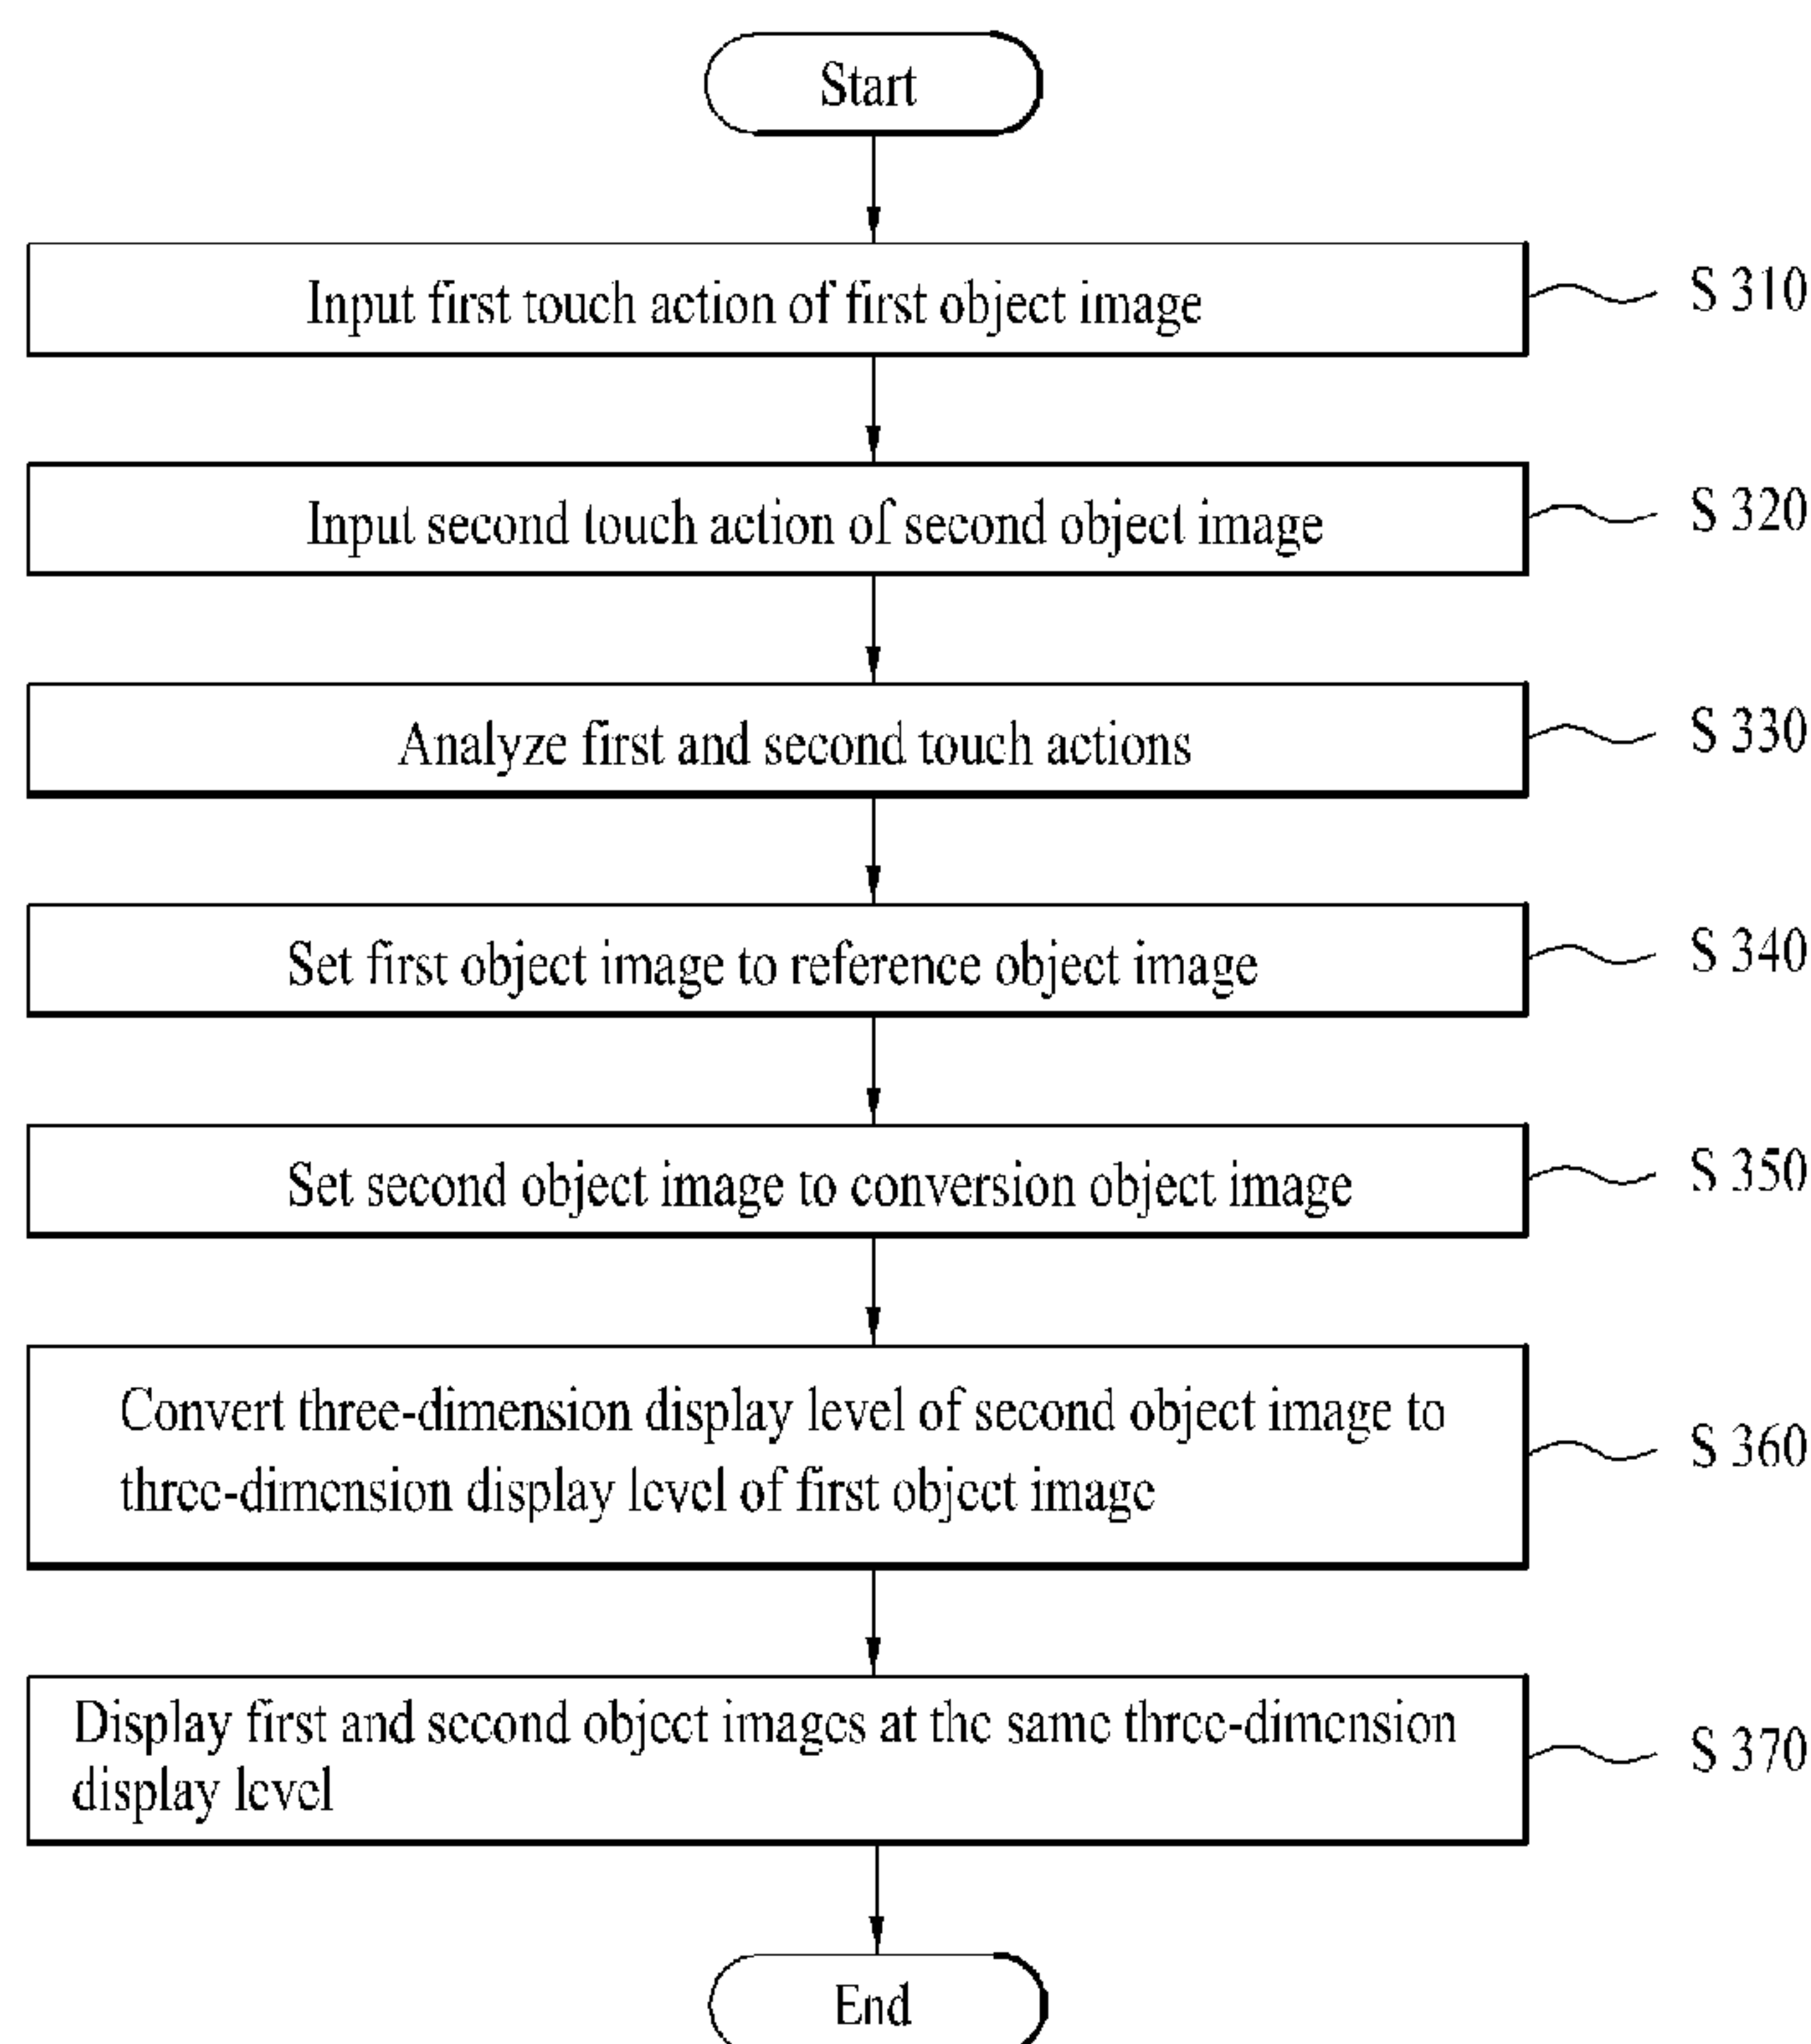 Start
Input first touch action of first object image
S 310
Input second touch action of second object image
S 320
Analyze first and second touch actions
S 330
Set first object image to reference object image
S 340
Set second object image to conversion object image
S 350
Convert three-dimension display level of second object image to
three-dimension display level of first object image
S 360
Display first and second object images at the same three-dimension
display level
S 370
End